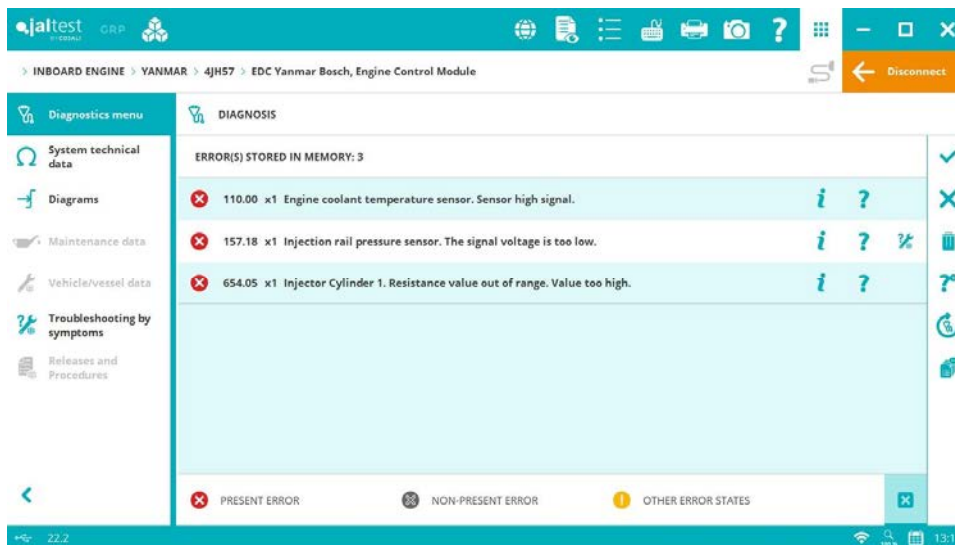 jaltest GRP
BY COJALI
> INBOARD ENGINE > YANMAR > 4JH57 > EDC Yanmar Bosch, Engine Control Module
Disconnect
Diagnostics menu
DIAGNOSIS
System technical
data
Diagrams
Maintenance data
Vehicle/vessel data
Troubleshooting by
symptoms
Releases and
Procedures
ERROR(S) STORED IN MEMORY: 3
110.00 x1 Engine coolant temperature sensor. Sensor high signal.
157.18 x1 Injection rail pressure sensor. The signal voltage is too low.
654.05 x1 Injector Cylinder 1. Resistance value out of range. Value too high.
PRESENT ERROR
NON-PRESENT ERROR
OTHER ERROR STATES
22.2